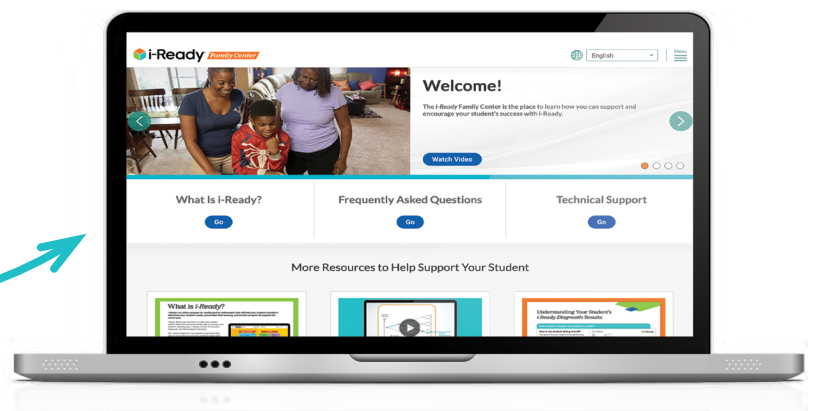 i-Ready Family Center
English
Menu
Welcome!
The i-Ready Family Center is the place to learn how you can support and
encourage your student's success with i-Ready.
Watch Video
What Is i-Ready?
Frequently Asked Questions
Technical Support
Go
Go
Go
More Resources to Help Support Your Student
What is i-Ready?
Understanding Your Student's
i-Ready Diagnostic Results